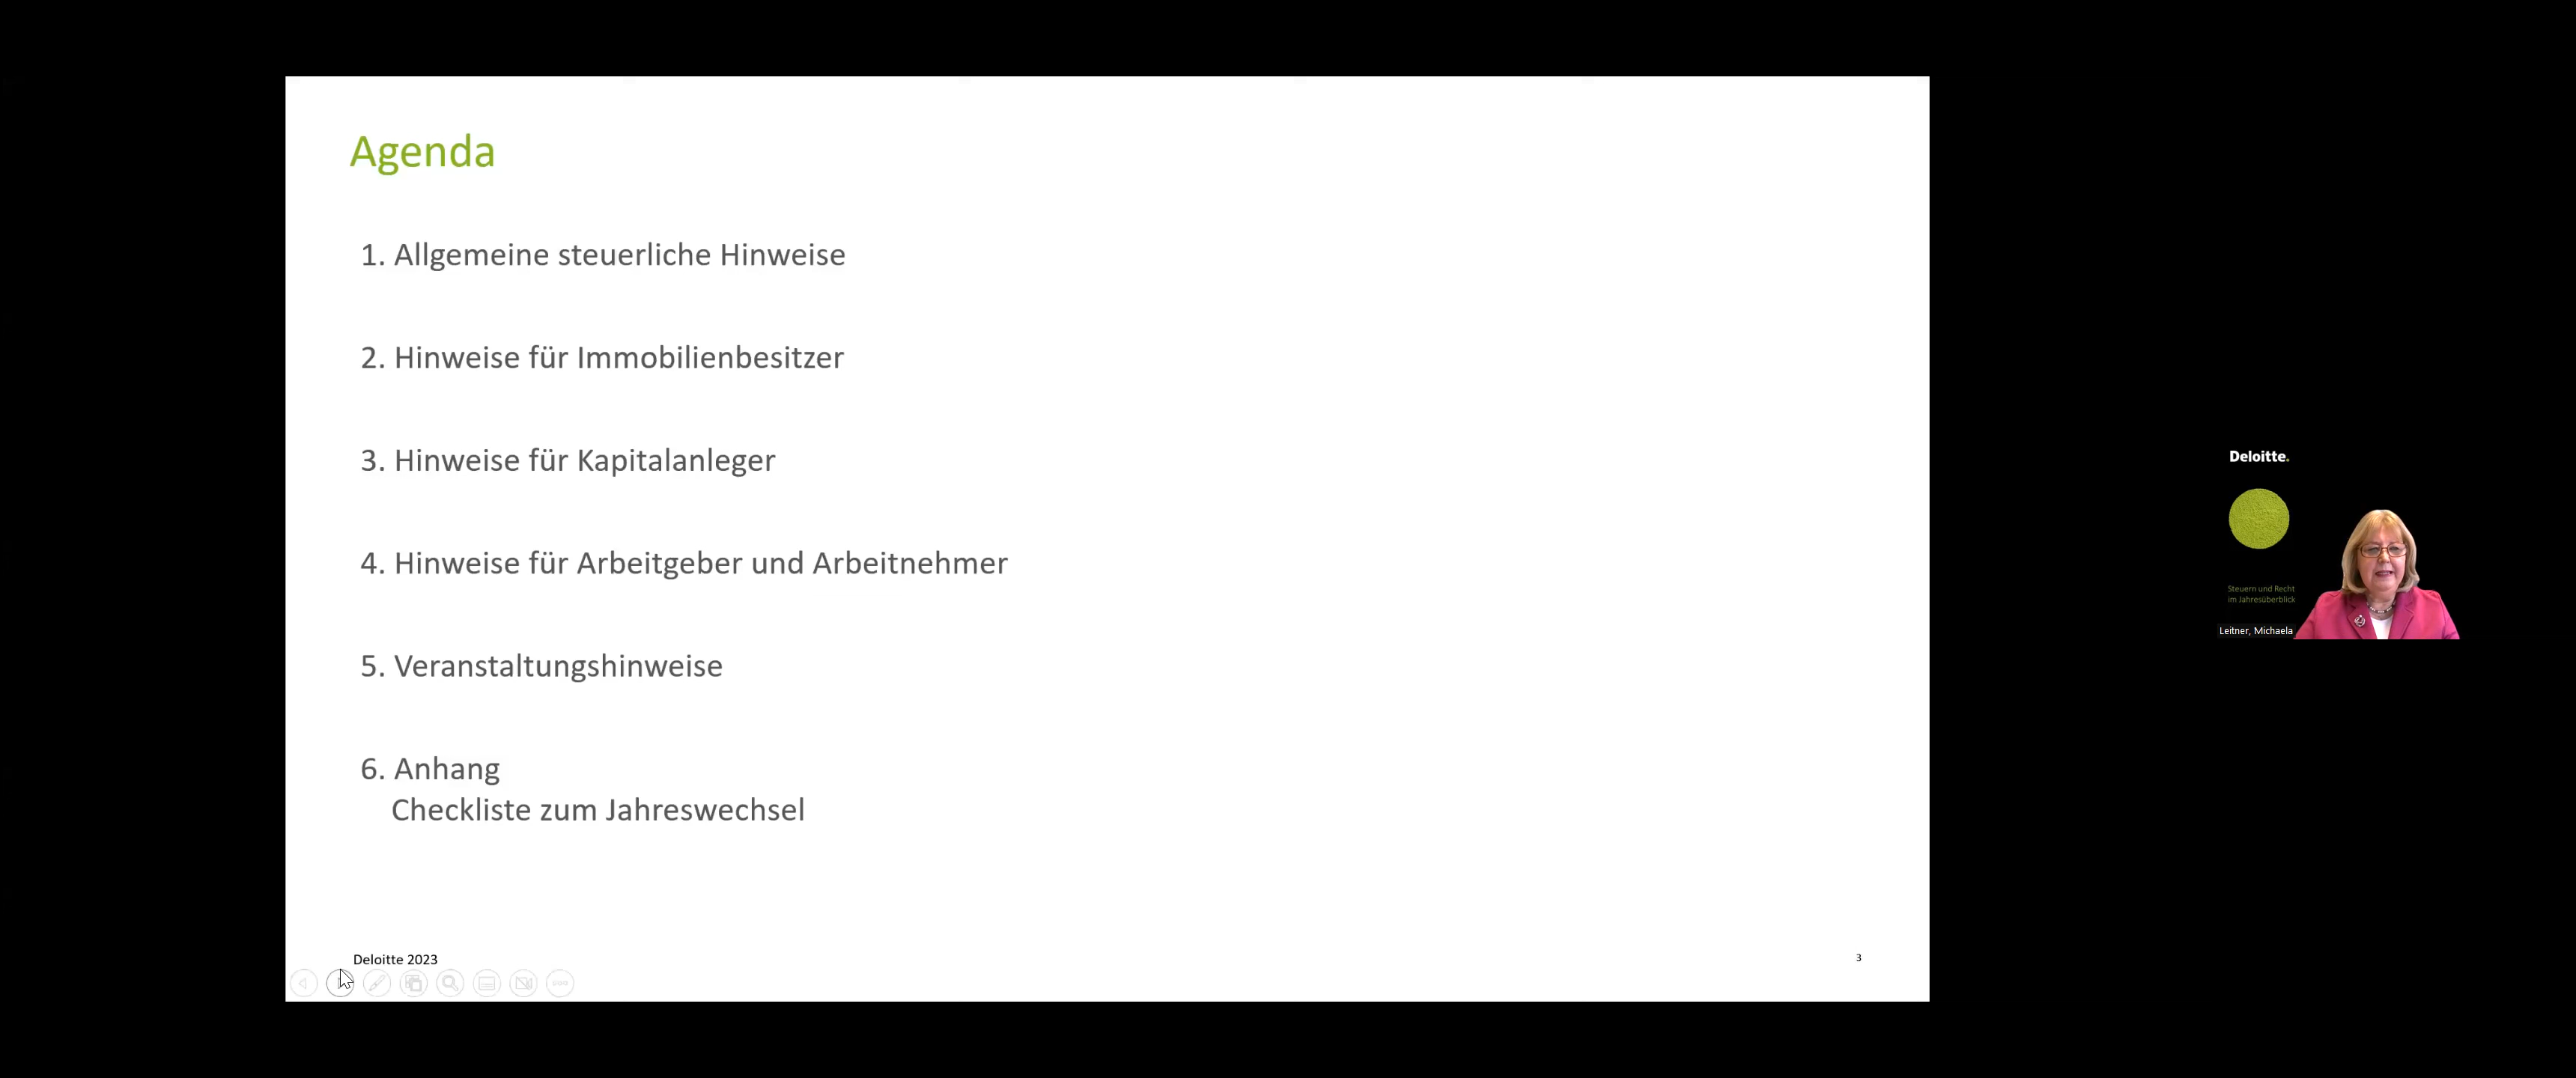 Agenda
1. Allgemeine steuerliche Hinweise
2. Hinweise für Immobilienbesitzer
3. Hinweise für Kapitalanleger
4. Hinweise für Arbeitgeber und Arbeitnehmer
5. Veranstaltungshinweise
6. Anhang
Checkliste zum Jahreswechsel
Deloitte 2023
3
Deloitte.
Steuern und Recht
im Jahresüberblick
Leitner, Michaela